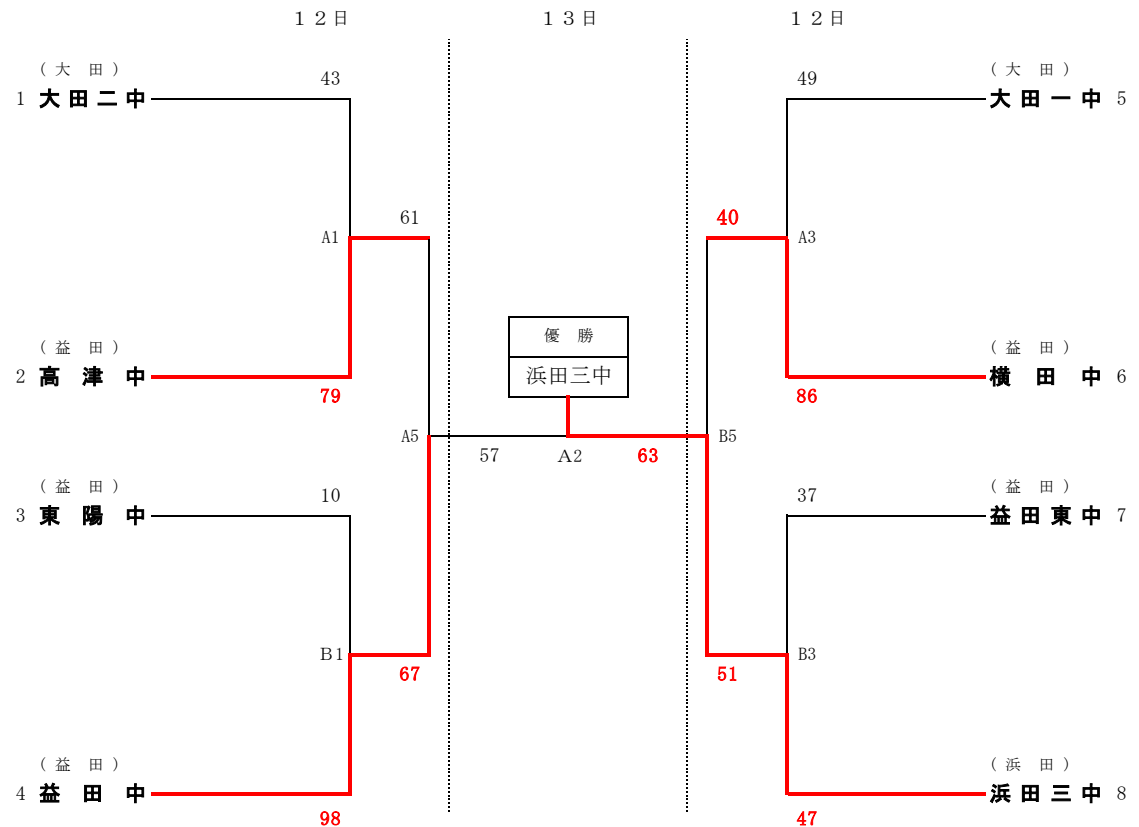 １２日 １３日 １２日
(大 田) 43 49 (大 田)
1 大田二中 大田一中 5
61 40
A1 A3
優 勝
(益 田) (益 田)
2 高津中 浜田三中 横田中 6
79 86
A5 B5
57 A2 63
(益 田) 10 37 (益 田)
3 東陽中 益田東中 7
B1 B3
67 51
(益 田) (浜 田)
4 益田中 浜田三中 8
98 47